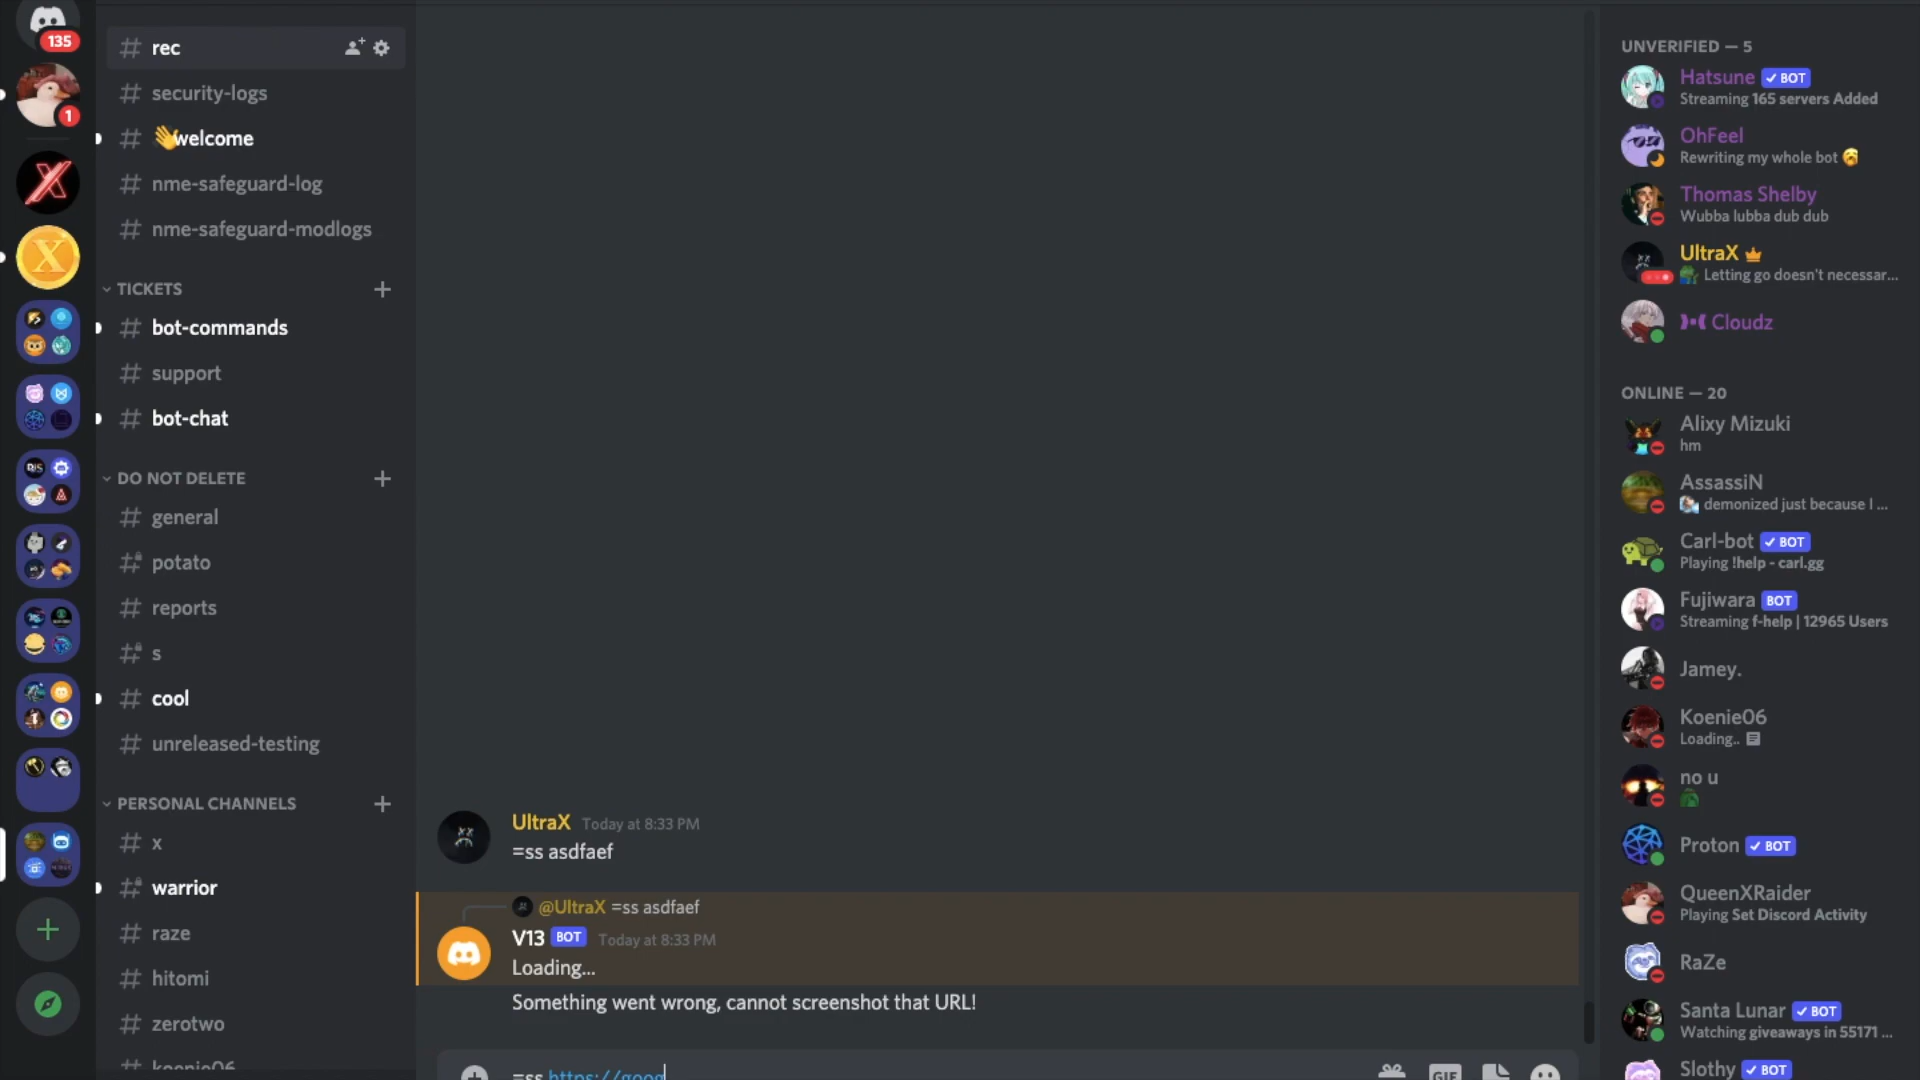 135
1
rec
security-logs
👋welcome
nme-safeguard-log
nme-safeguard-modlogs
TICKETS
bot-commands
support
bot-chat
DO NOT DELETE
general
potato
reports
s
cool
unreleased-testing
PERSONAL CHANNELS
x
warrior
raze
hitomi
zerotwo
koenie06
UltraX Today at 8:33 PM
=ss asdfaef
@UltraX =ss asdfaef
V13 BOT Today at 8:33 PM
Loading...
Something went wrong, cannot screenshot that URL!
=ss https://goog
GIF
UNVERIFIED — 5
Hatsune BOT
Streaming 165 servers Added
OhFeel
Rewriting my whole bot
Thomas Shelby
Wubba lubba dub dub
UltraX
Letting go doesn't necessar...
Cloudz
ONLINE — 20
Alixy Mizuki
hm
AssassiN
demonized just because I ...
Carl-bot BOT
Playing !help - carl.gg
Fujiwara BOT
Streaming f-help | 12965 Users
Jamey.
Koenie06
Loading..
no u
Proton BOT
QueenXRaider
Playing Set Discord Activity
RaZe
Santa Lunar BOT
Watching giveaways in 55171 ...
Slothy BOT